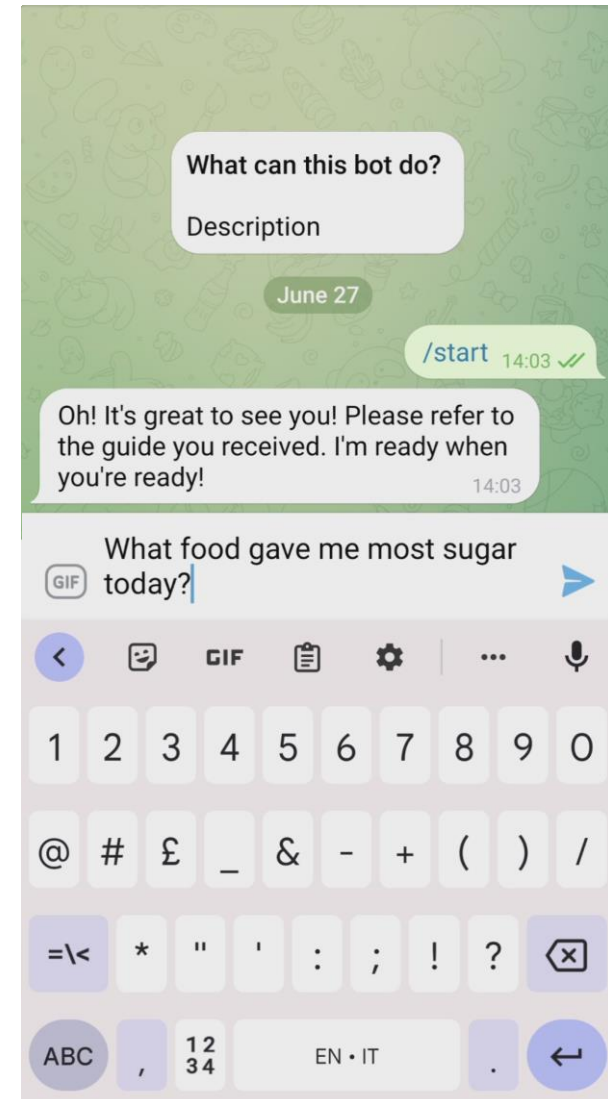 What can this bot do?
Description
June 27
/start 14:03
Oh! It's great to see you! Please refer to
the guide you received. I'm ready when
you're ready!
14:03
What food gave me most sugar
GIF today?
GIF
1 2 3 4 5 6 7 8 9 0
@ # £ _ & - + ( ) /
=\< * " ' : ; ! ?
ABC , 12 EN • IT .
34